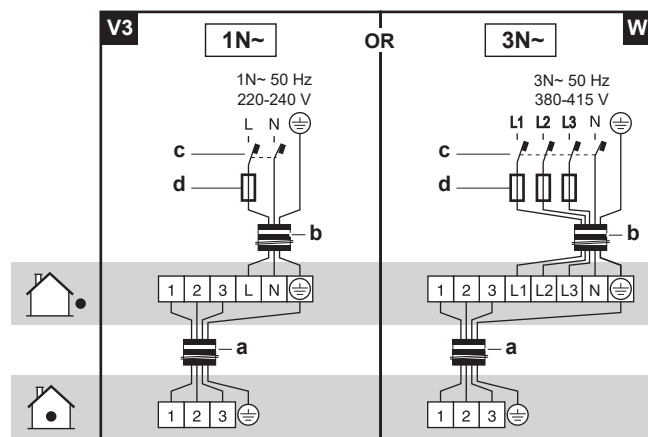 V3
1N~
OR
3N~
W
1N~ 50 Hz
220-240 V
3N~ 50 Hz
380-415 V
L N
L1 L2 L3 N
c
c
d
d
b
b
1 2 3 L N
1 2 3 L1 L2 L3 N
a
a
1 2 3
1 2 3